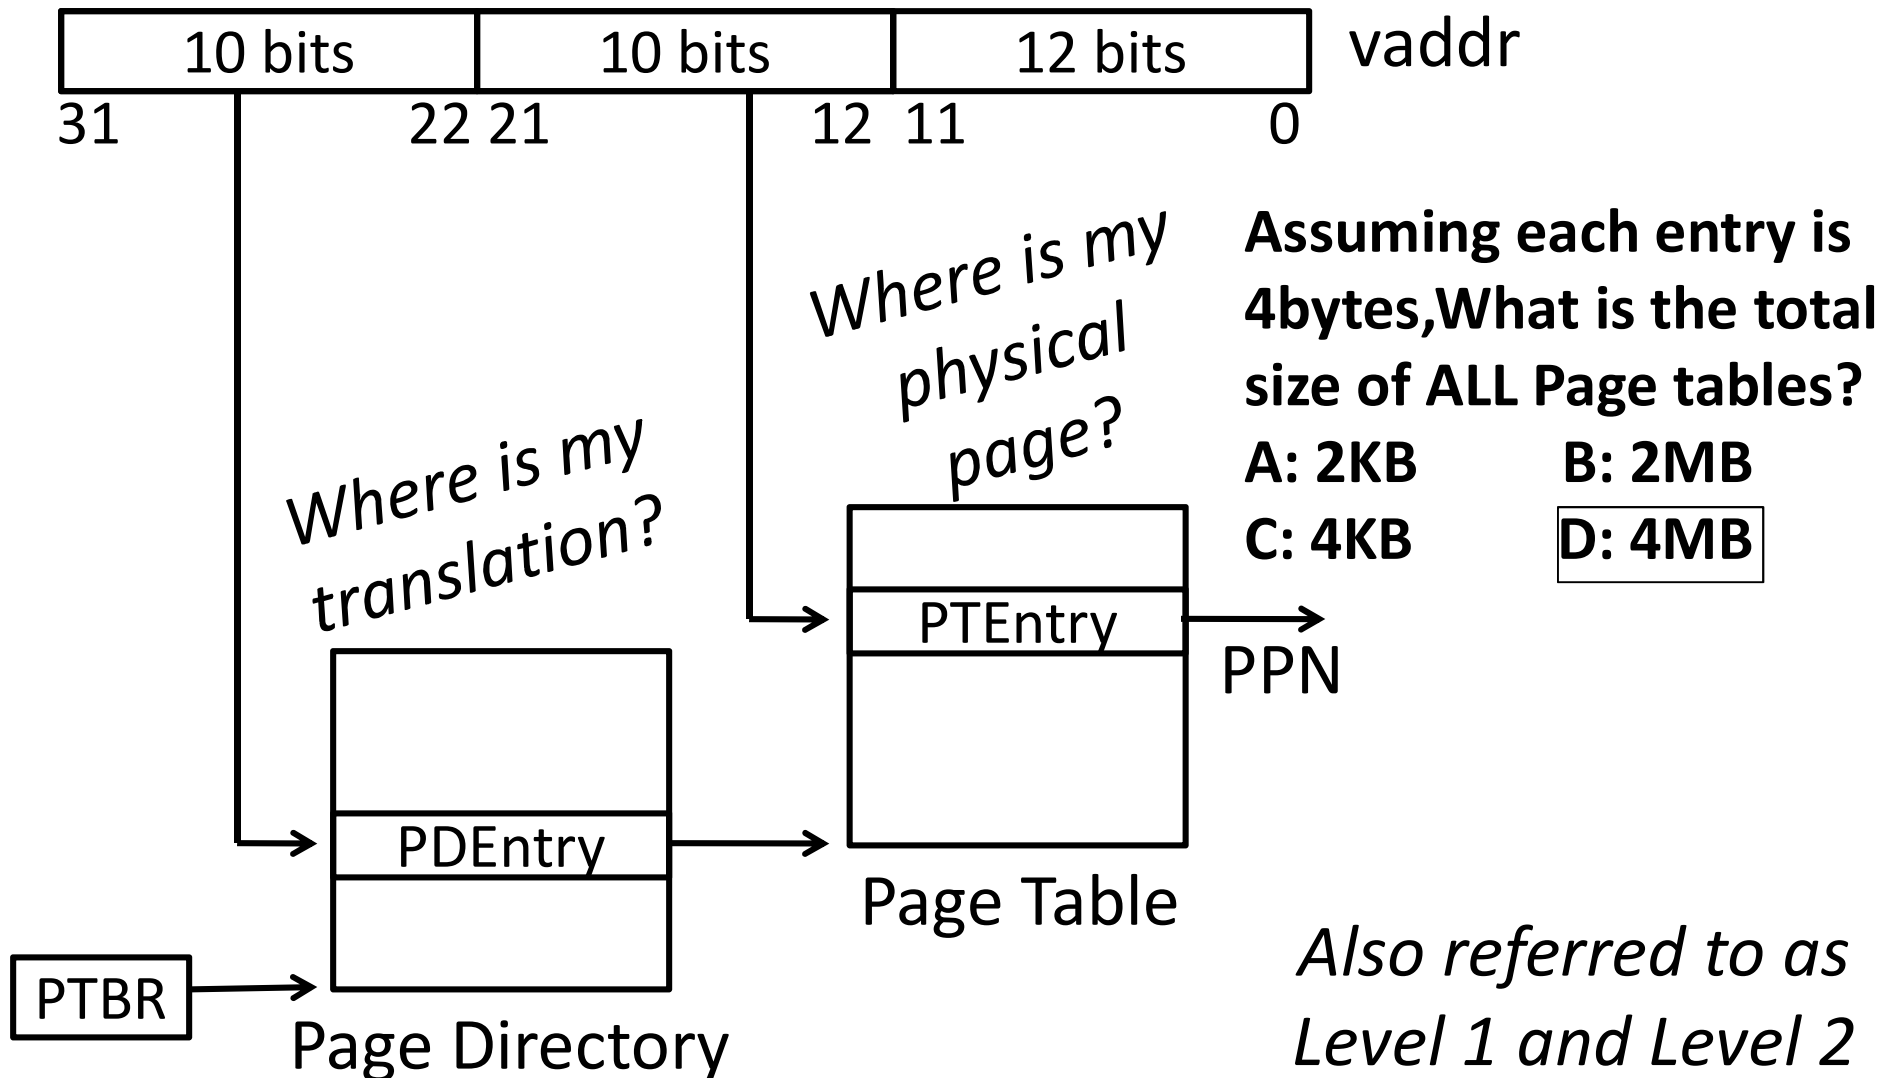 10 bits 10 bits 12 bits vaddr
31 22 21 12 11 0
Assuming each entry is
4bytes,What is the total
size of ALL Page tables?
A: 2KB B: 2MB
C: 4KB D: 4MB
Where is my
physical
page?
Where is my
translation?
PTEntry
PPN
PDEntry
Page Table
PTBR
Page Directory
Also referred to as
Level 1 and Level 2